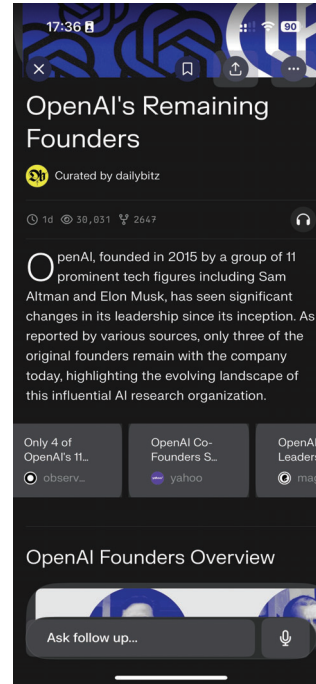 17:36
90
OpenAI's Remaining
Founders
Db Curated by dailybitz
1d 30,031 2647
OpenAI, founded in 2015 by a group of 11
prominent tech figures including Sam
Altman and Elon Musk, has seen significant
changes in its leadership since its inception. As
reported by various sources, only three of the
original founders remain with the company
today, highlighting the evolving landscape of
this influential AI research organization.
Only 4 of
OpenAI's 11...
observ...
OpenAI Co-
Founders S...
yahoo
OpenAI
Leaders
mag
OpenAI Founders Overview
Ask follow up...